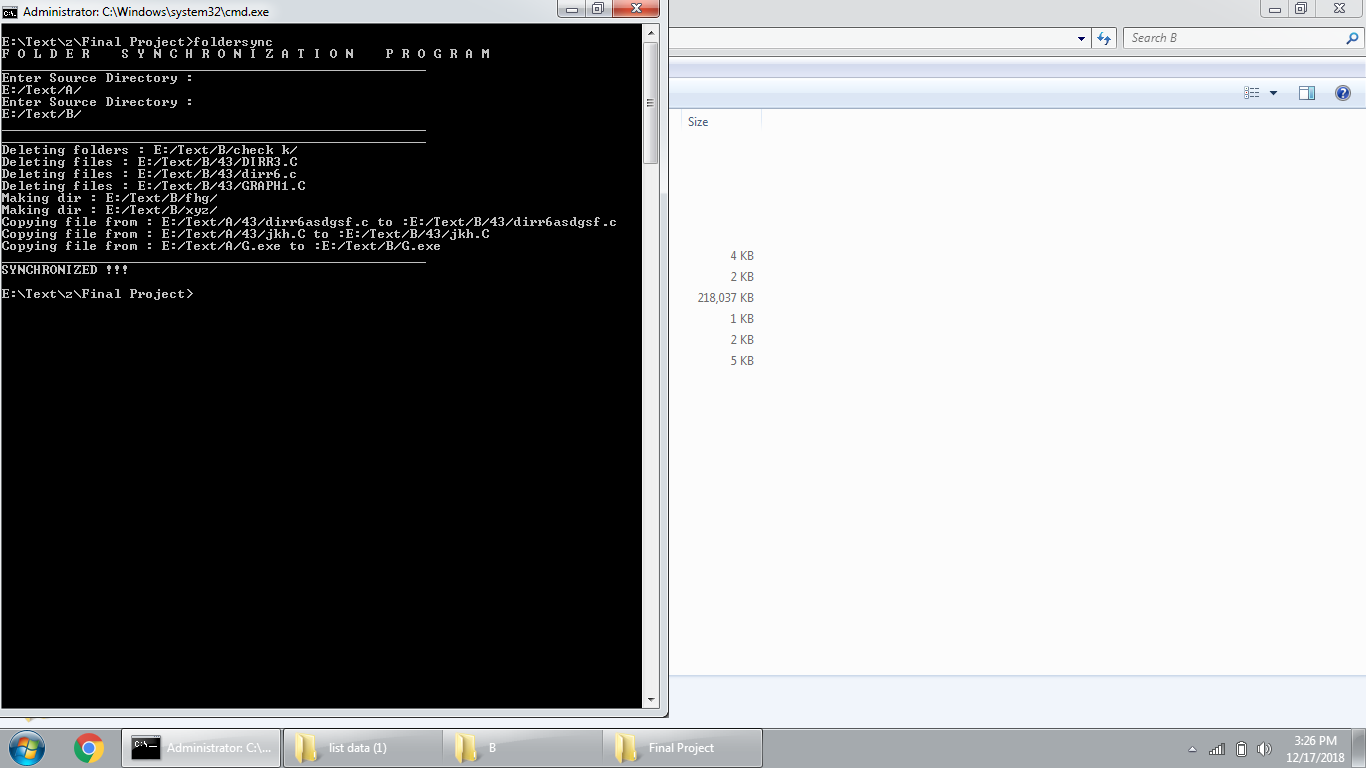 Administrator: C:\Windows\system32\cmd.exe
E:\Text\z\Final Project>foldersync
F O L D E R   S Y N C H R O N I Z A T I O N   P R O G R A M
Enter Source Directory :
E:/Text/A/
Enter Source Directory :
E:/Text/B/
Deleting folders : E:/Text/B/check k/
Deleting files : E:/Text/B/43/DIRR3.C
Deleting files : E:/Text/B/43/dirr6.c
Deleting files : E:/Text/B/43/GRAPH1.C
Making dir : E:/Text/B/fhg/
Making dir : E:/Text/B/xyz/
Copying file from : E:/Text/A/43/dirr6asdgsf.c to :E:/Text/B/43/dirr6asdgsf.c
Copying file from : E:/Text/A/43/jkh.C to :E:/Text/B/43/jkh.C
Copying file from : E:/Text/A/G.exe to :E:/Text/B/G.exe
SYNCHRONIZED !!!
E:\Text\z\Final Project>
Search B
Size
4 KB
2 KB
218,037 KB
1 KB
2 KB
5 KB
Administrator: C:\...
list data (1)
B
Final Project
3:26 PM
12/17/2018